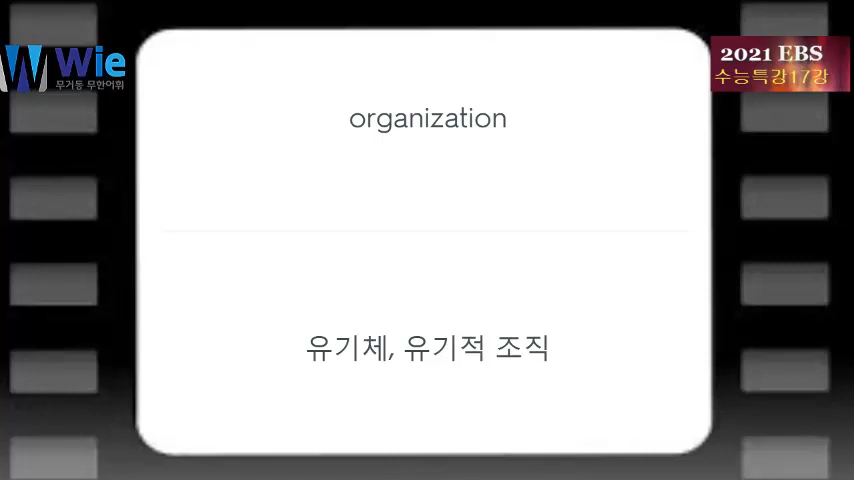 Wie
무거동 무한어휘
2021 EBS
수능특강17강
organization
유기체, 유기적 조직